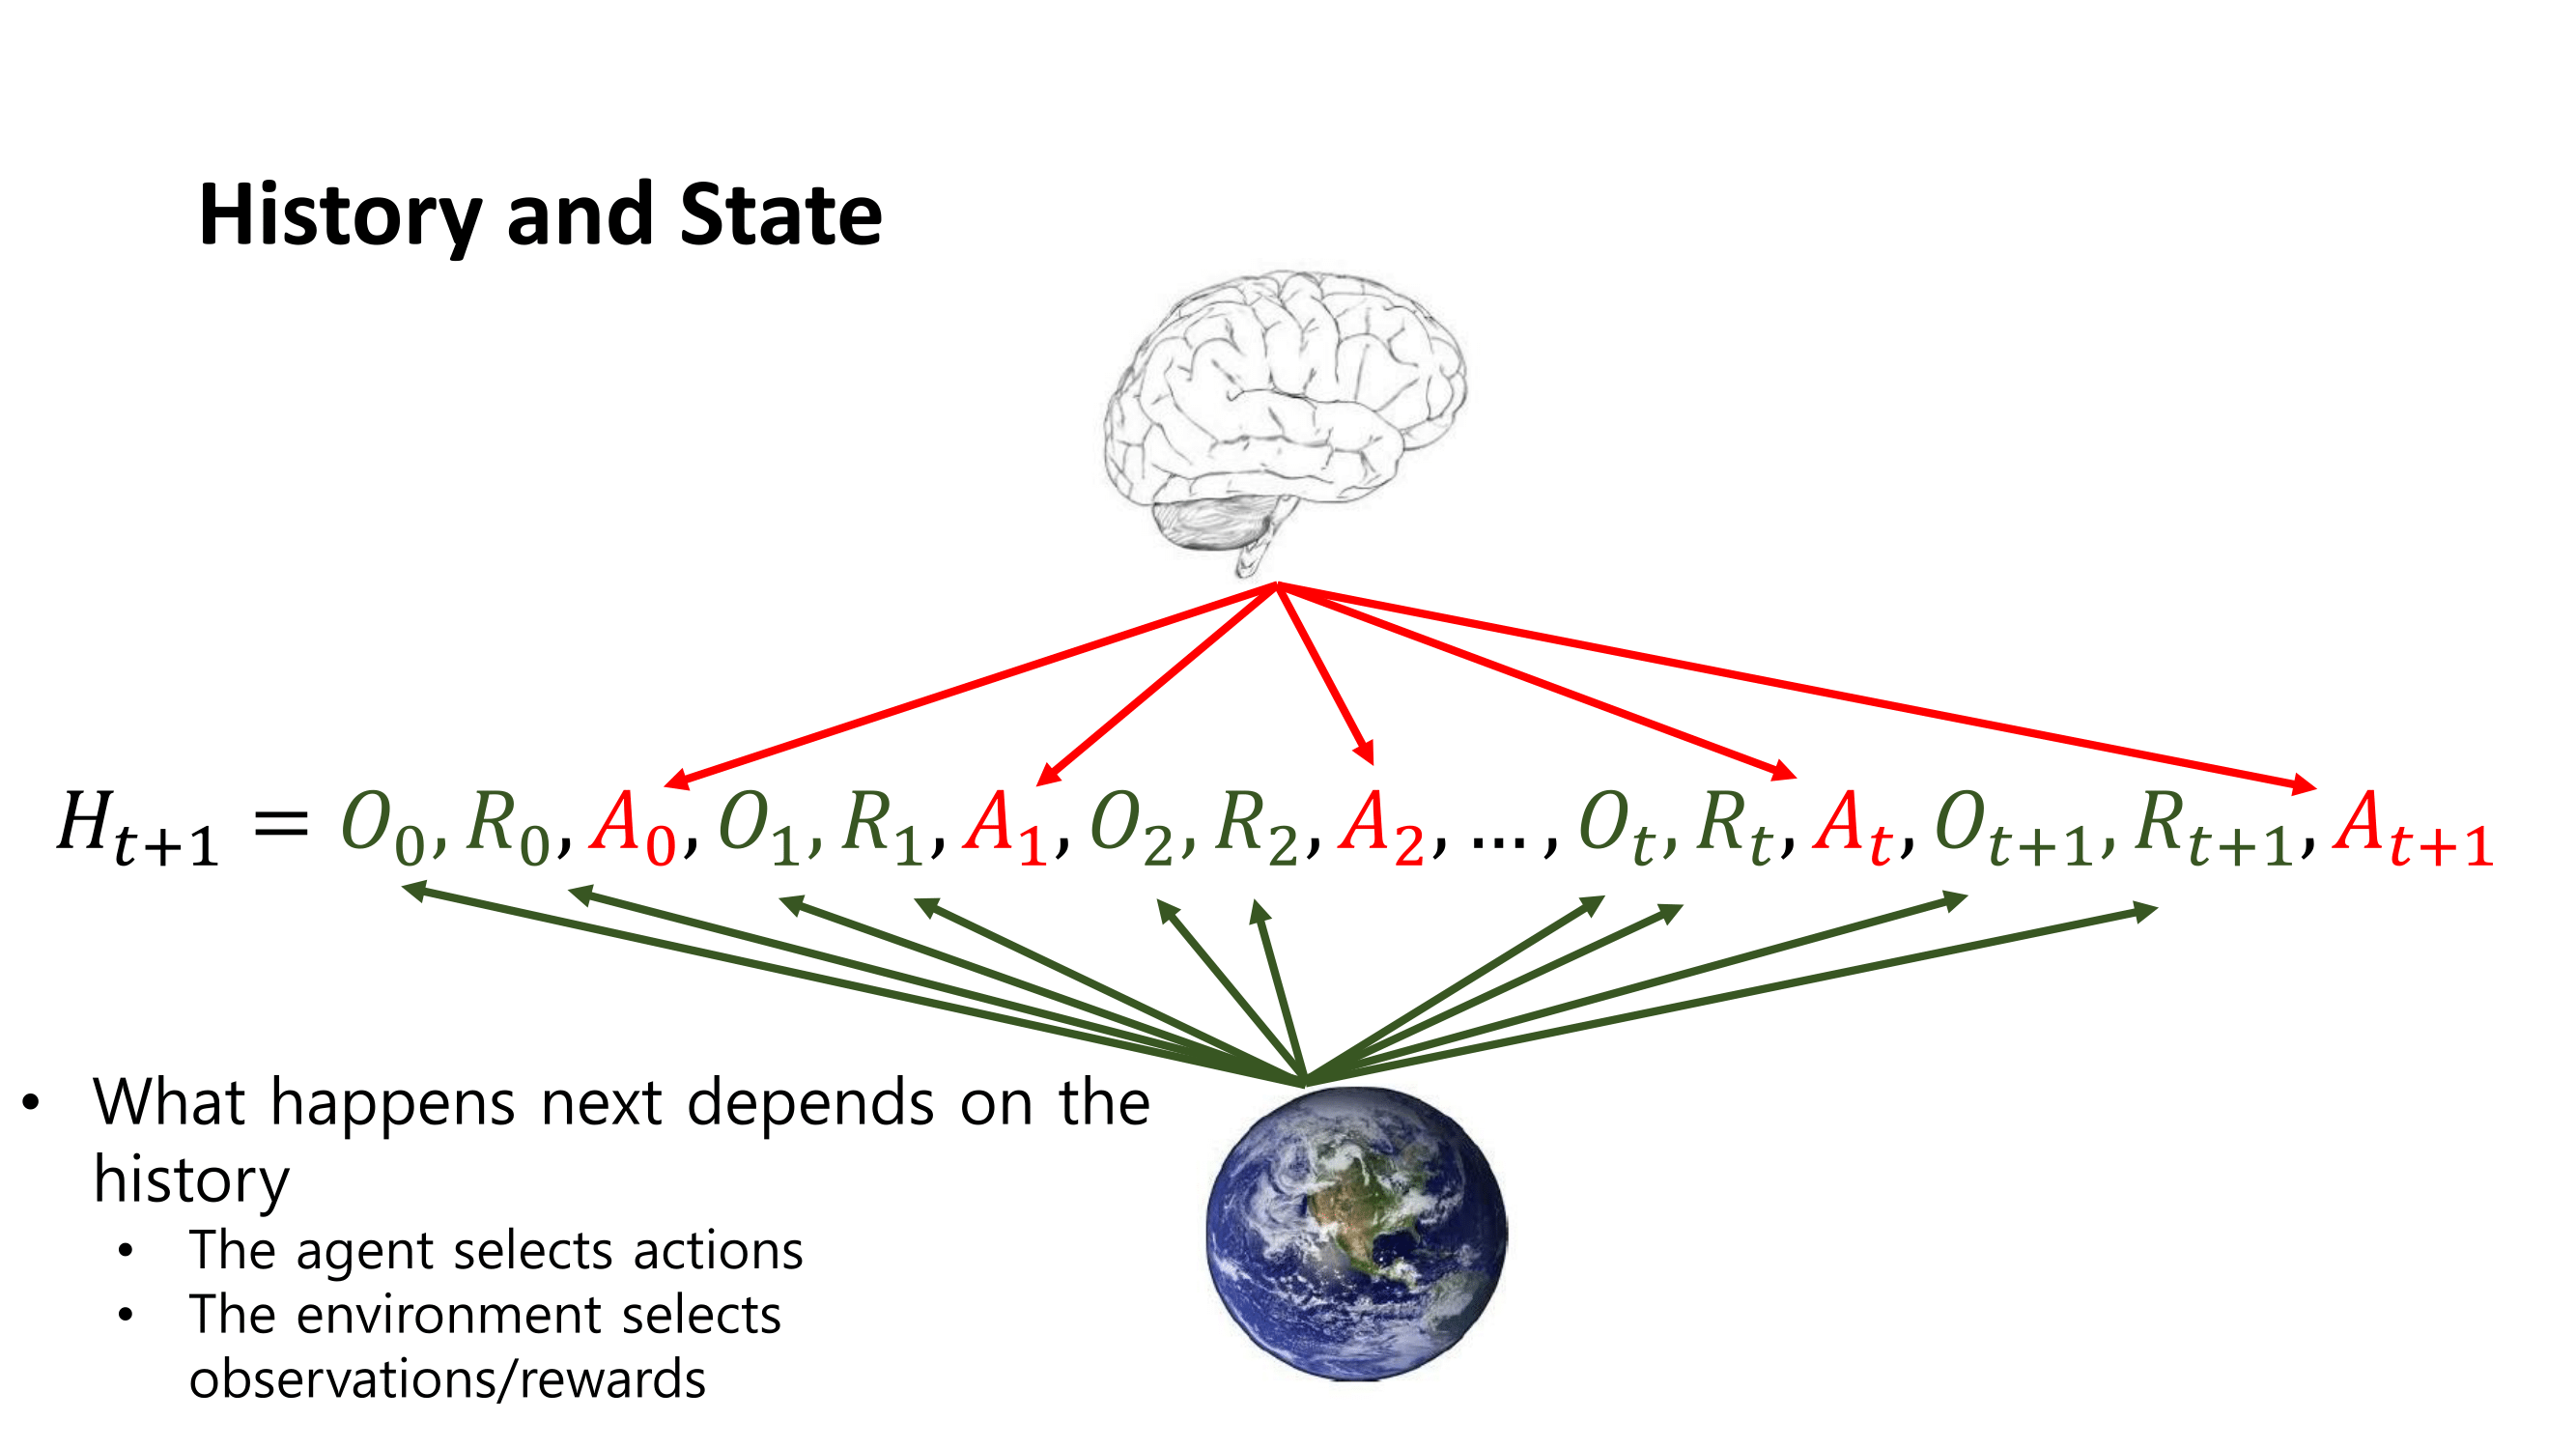 History and State
H_{t+1} = O_0, R_0, A_0, O_1, R_1, A_1, O_2, R_2, A_2, … , O_t, R_t, A_t, O_{t+1}, R_{t+1}, A_{t+1}
• What happens next depends on the
history
• The agent selects actions
• The environment selects
observations/rewards